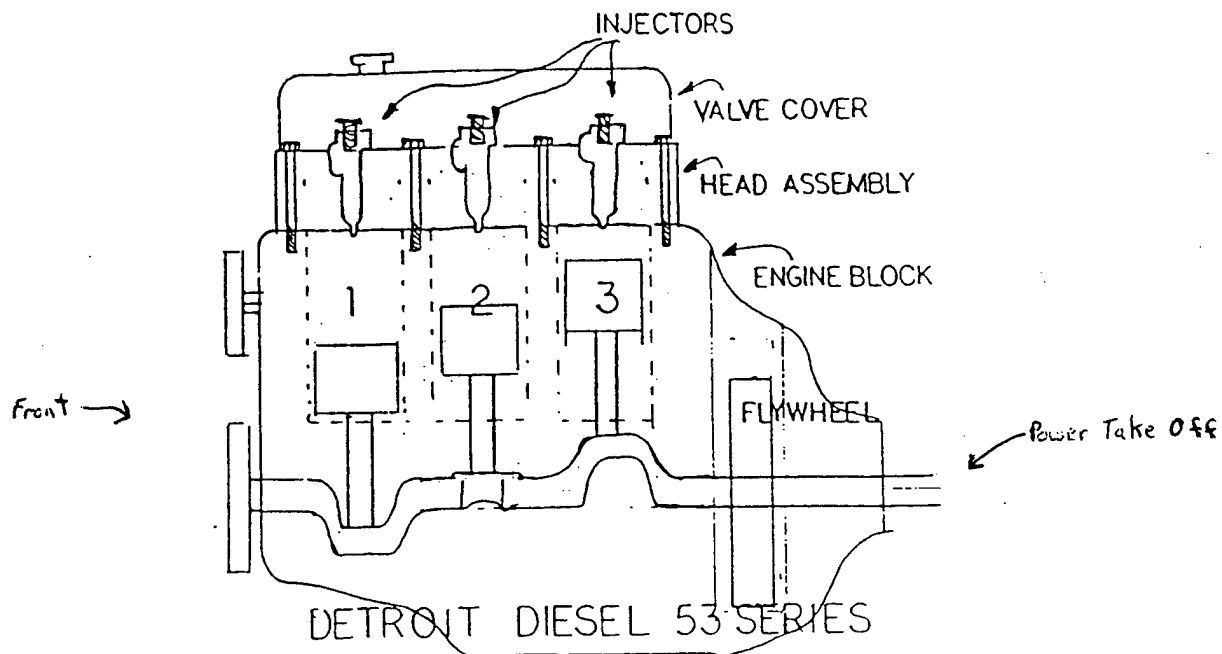 INJECTORS
VALVE COVER
HEAD ASSEMBLY
ENGINE BLOCK
1 2 3
Front
FLYWHEEL
Power Take Off
DETROIT DIESEL 53 SERIES